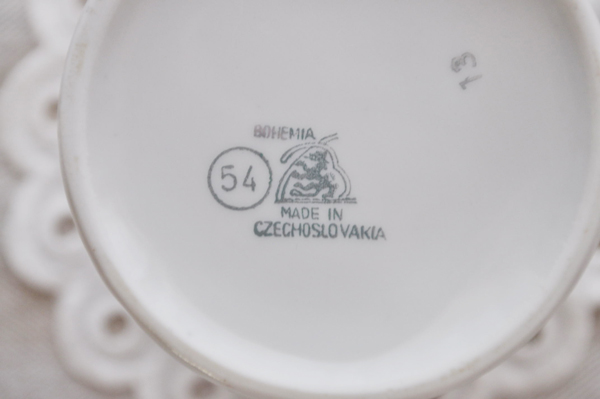 13
BOHEMIA
54
MADE IN
CZECHOSLOVAKIA